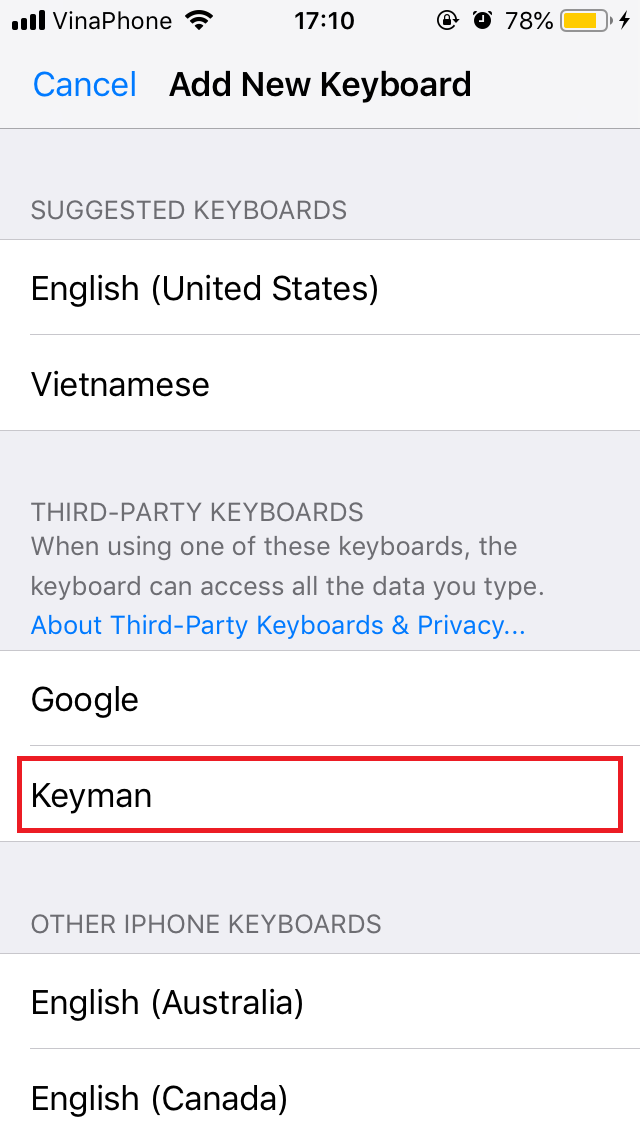 VinaPhone 17:10 78%
Cancel Add New Keyboard
SUGGESTED KEYBOARDS
English (United States)
Vietnamese
THIRD-PARTY KEYBOARDS
When using one of these keyboards, the
keyboard can access all the data you type.
About Third-Party Keyboards & Privacy...
Google
Keyman
OTHER IPHONE KEYBOARDS
English (Australia)
English (Canada)